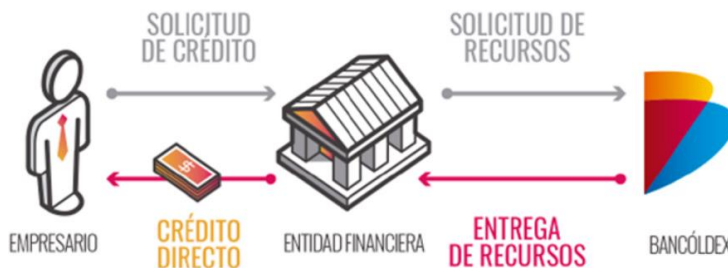 SOLICITUD
DE CRÉDITO
SOLICITUD DE
RECURSOS
$
EMPRESARIO
CRÉDITO
DIRECTO
ENTIDAD FINANCIERA
ENTREGA
DE RECURSOS
BANCÓLDEX